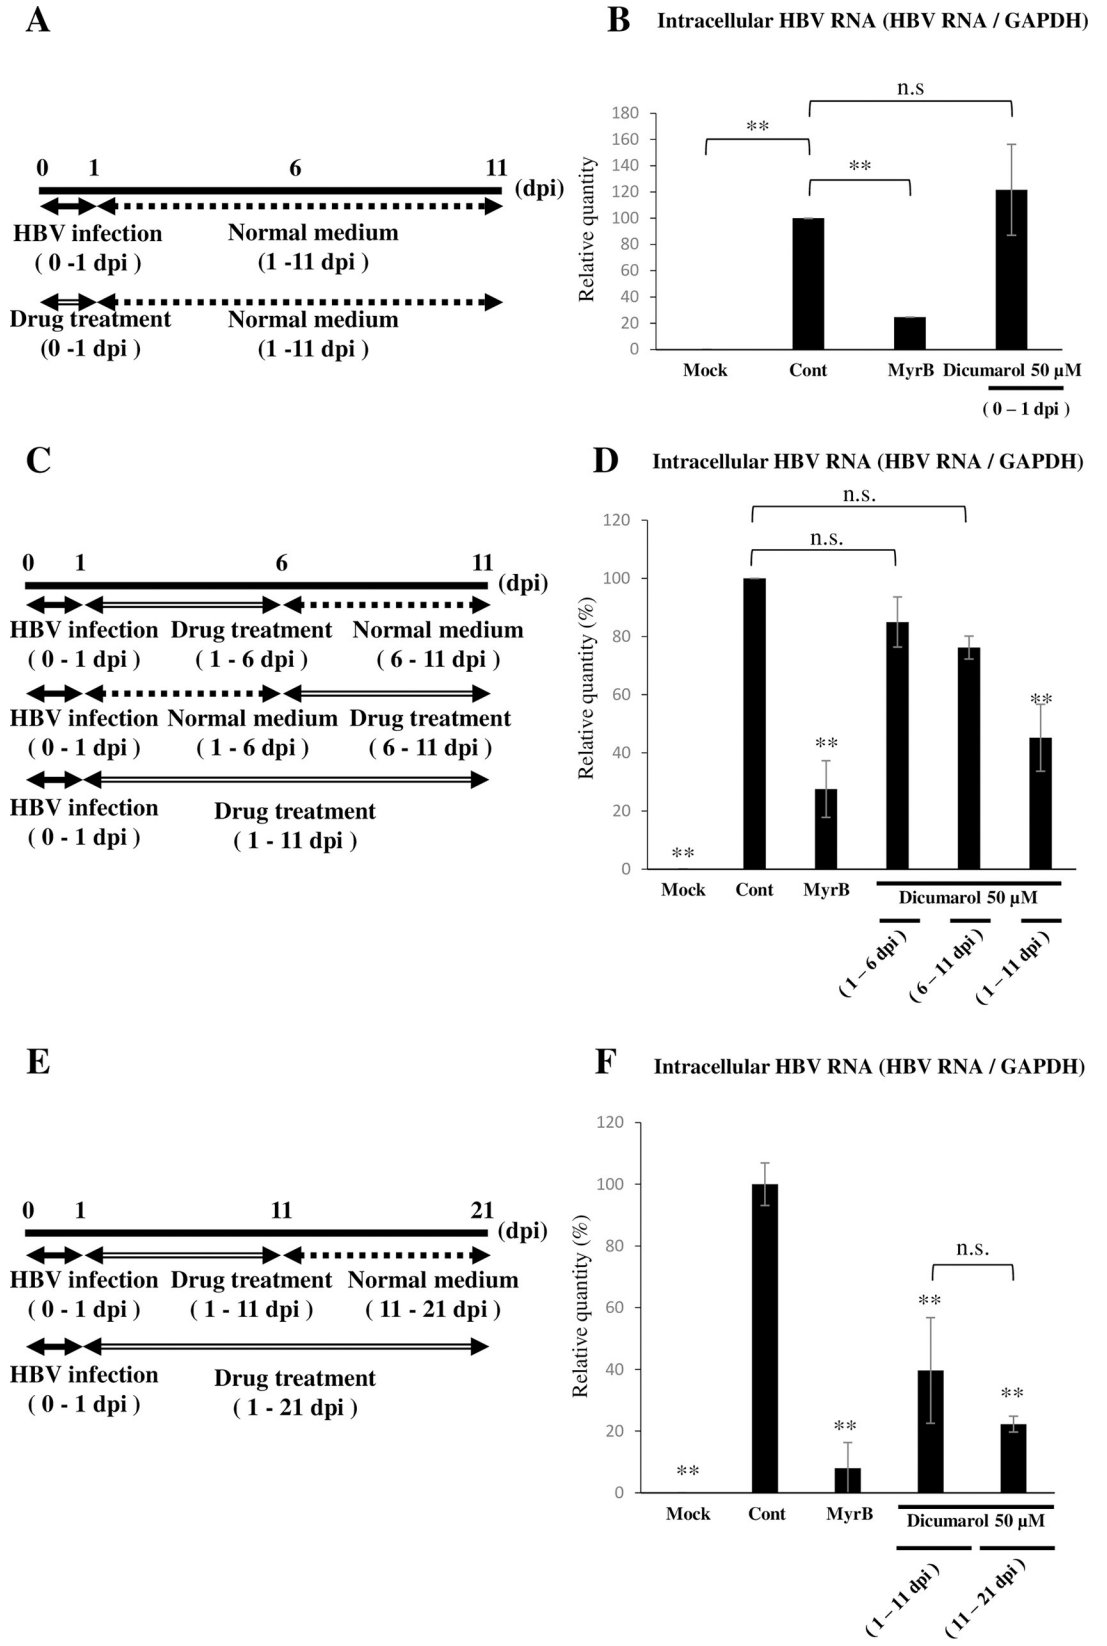 A
0 1 6 11
(dpi)
HBV infection Normal medium
( 0 -1 dpi ) (1 -11 dpi )
Drug treatment Normal medium
(0 -1 dpi ) (1 -11 dpi )
B
Intracellular HBV RNA (HBV RNA / GAPDH)
n.s
**
**
Relative quantity
180
160
140
120
100
80
60
40
20
0
Mock Cont MyrB Dicumarol 50 µM
( 0 – 1 dpi )
C
0 1 6 11
(dpi)
HBV infection Drug treatment Normal medium
( 0 - 1 dpi ) ( 1 - 6 dpi ) ( 6 - 11 dpi )
HBV infection Normal medium Drug treatment
( 0 - 1 dpi ) ( 1 - 6 dpi ) ( 6 - 11 dpi )
HBV infection Drug treatment
( 0 - 1 dpi ) ( 1 - 11 dpi )
D
Intracellular HBV RNA (HBV RNA / GAPDH)
n.s.
n.s.
Relative quantity (%)
120
100
80
60
40
20
0
**
**
**
Mock Cont MyrB
Dicumarol 50 µM
( 1 – 6 dpi )
( 6 – 11 dpi )
( 1 – 11 dpi )
E
0 1 11 21
(dpi)
HBV infection Drug treatment Normal medium
( 0 - 1 dpi ) ( 1 - 11 dpi ) ( 11 - 21 dpi )
HBV infection Drug treatment
( 0 - 1 dpi ) ( 1 - 21 dpi )
F
Intracellular HBV RNA (HBV RNA / GAPDH)
n.s.
Relative quantity (%)
120
100
80
60
40
20
0
**
**
**
**
Mock Cont MyrB
Dicumarol 50 µM
( 1 – 11 dpi )
( 11 – 21 dpi )